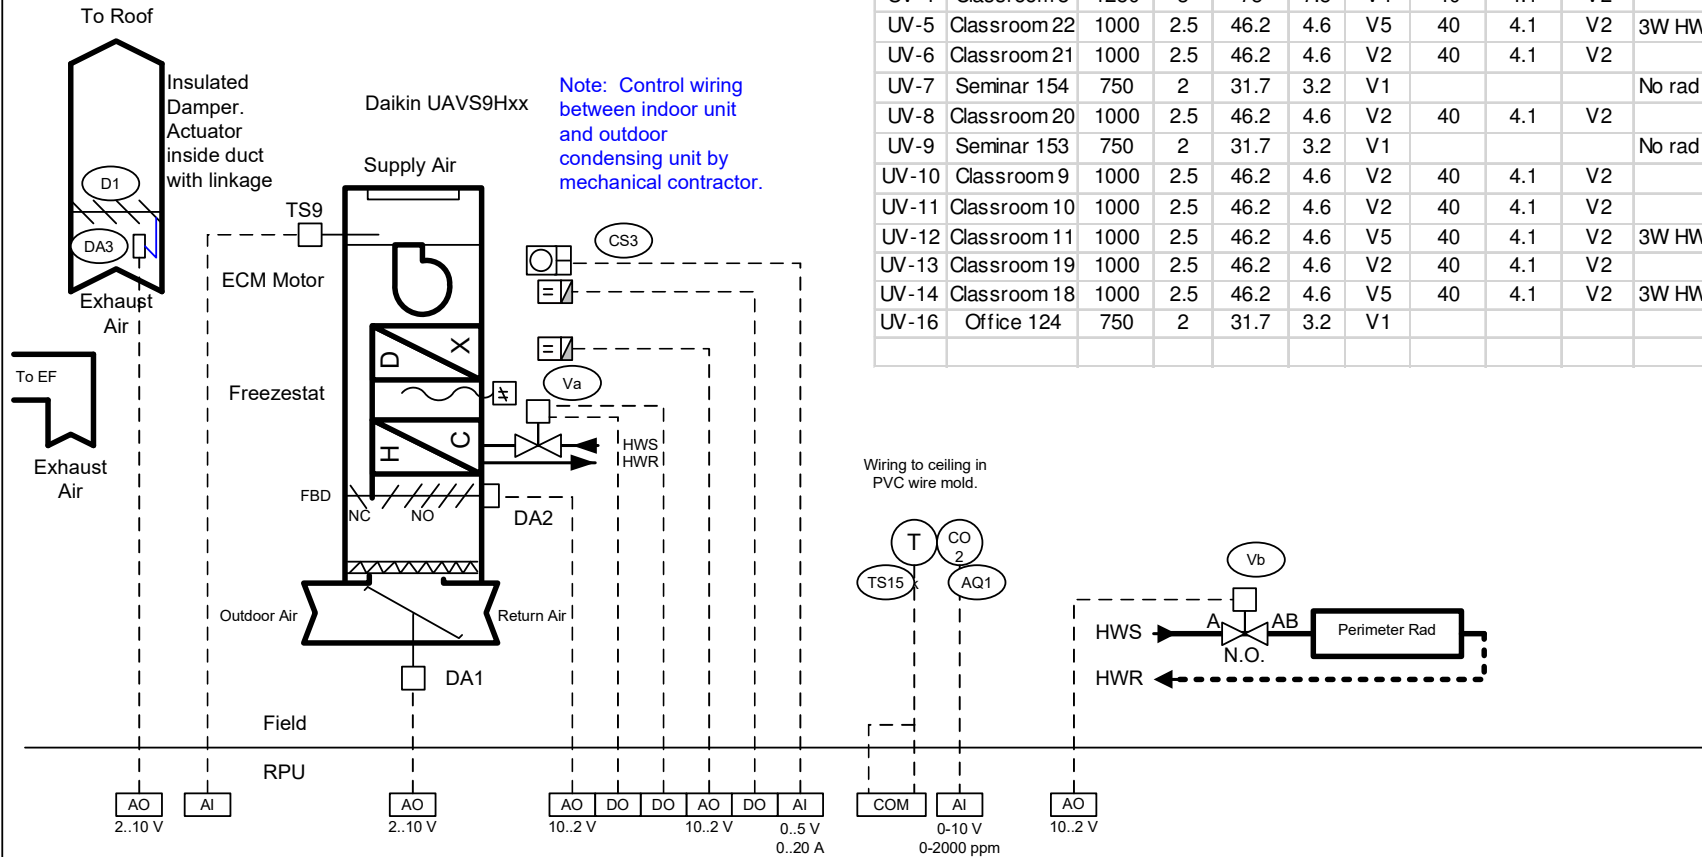 To Roof
Insulated
Damper.
Actuator
inside duct
with linkage
D1
DA3
Exhaust
Air
To EF
Exhaust
Air
Daikin UAVS9Hxx
Note: Control wiring
between indoor unit
and outdoor
condensing unit by
mechanical contractor.
Supply Air
TS9
ECM Motor
CS3
D X
Freezestat
Va
H C
HWS
HWR
FBD
NC NO
DA2
Outdoor Air
Return Air
DA1
Field
RPU
UV-5 Classroom 22 1000 2.5 46.2 4.6 V5 40 4.1 V2 3W HW
UV-6 Classroom 21 1000 2.5 46.2 4.6 V2 40 4.1 V2
UV-7 Seminar 154 750 2 31.7 3.2 V1 No rad
UV-8 Classroom 20 1000 2.5 46.2 4.6 V2 40 4.1 V2
UV-9 Seminar 153 750 2 31.7 3.2 V1 No rad
UV-10 Classroom 9 1000 2.5 46.2 4.6 V2 40 4.1 V2
UV-11 Classroom 10 1000 2.5 46.2 4.6 V2 40 4.1 V2
UV-12 Classroom 11 1000 2.5 46.2 4.6 V5 40 4.1 V2 3W HW
UV-13 Classroom 19 1000 2.5 46.2 4.6 V2 40 4.1 V2
UV-14 Classroom 18 1000 2.5 46.2 4.6 V5 40 4.1 V2 3W HW
UV-16 Office 124 750 2 31.7 3.2 V1
Wiring to ceiling in
PVC wire mold.
T CO
2
TS15 x AQ1
Vb
HWS A AB Perimeter Rad
N.O.
HWR
AO AI AO AO DO DO AO DO AI COM AI AO
2..10 V 2..10 V 10..2 V 10..2 V 0..5 V 0-10 V 10..2 V
0..20 A 0-2000 ppm